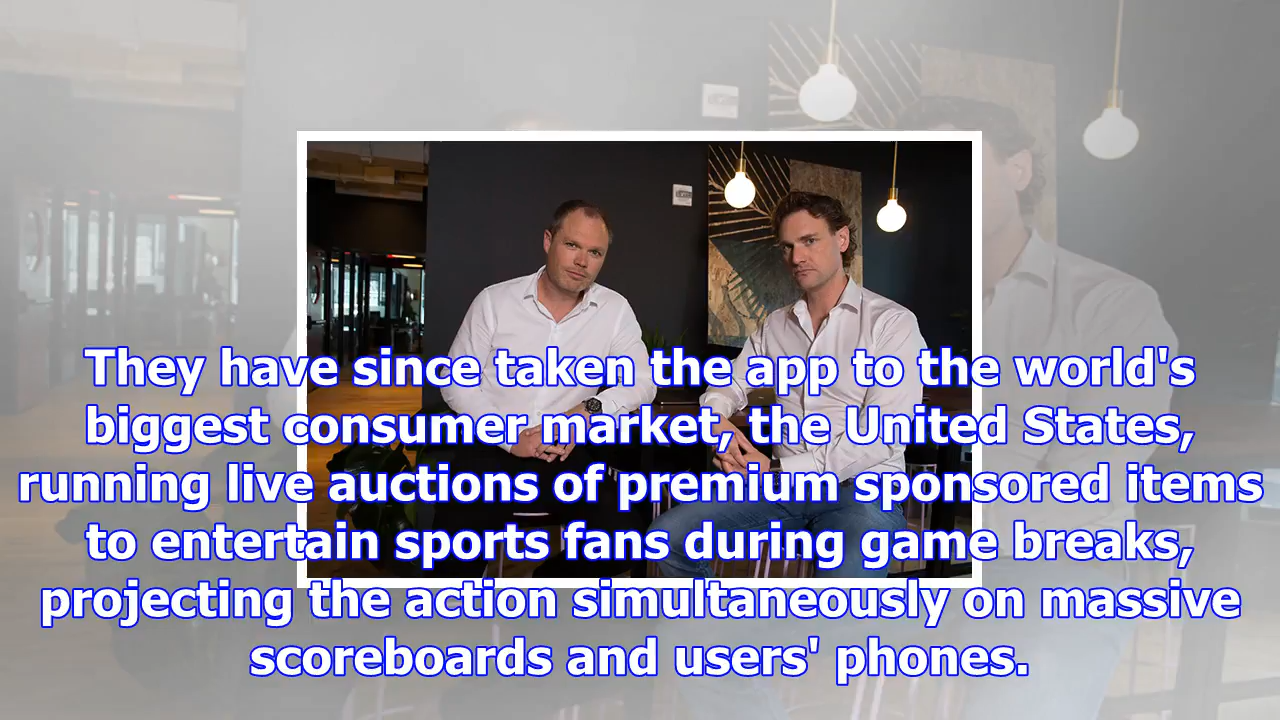 They have since taken the app to the world's
biggest consumer market, the United States,
running live auctions of premium sponsored items
to entertain sports fans during game breaks,
projecting the action simultaneously on massive
scoreboards and users' phones.